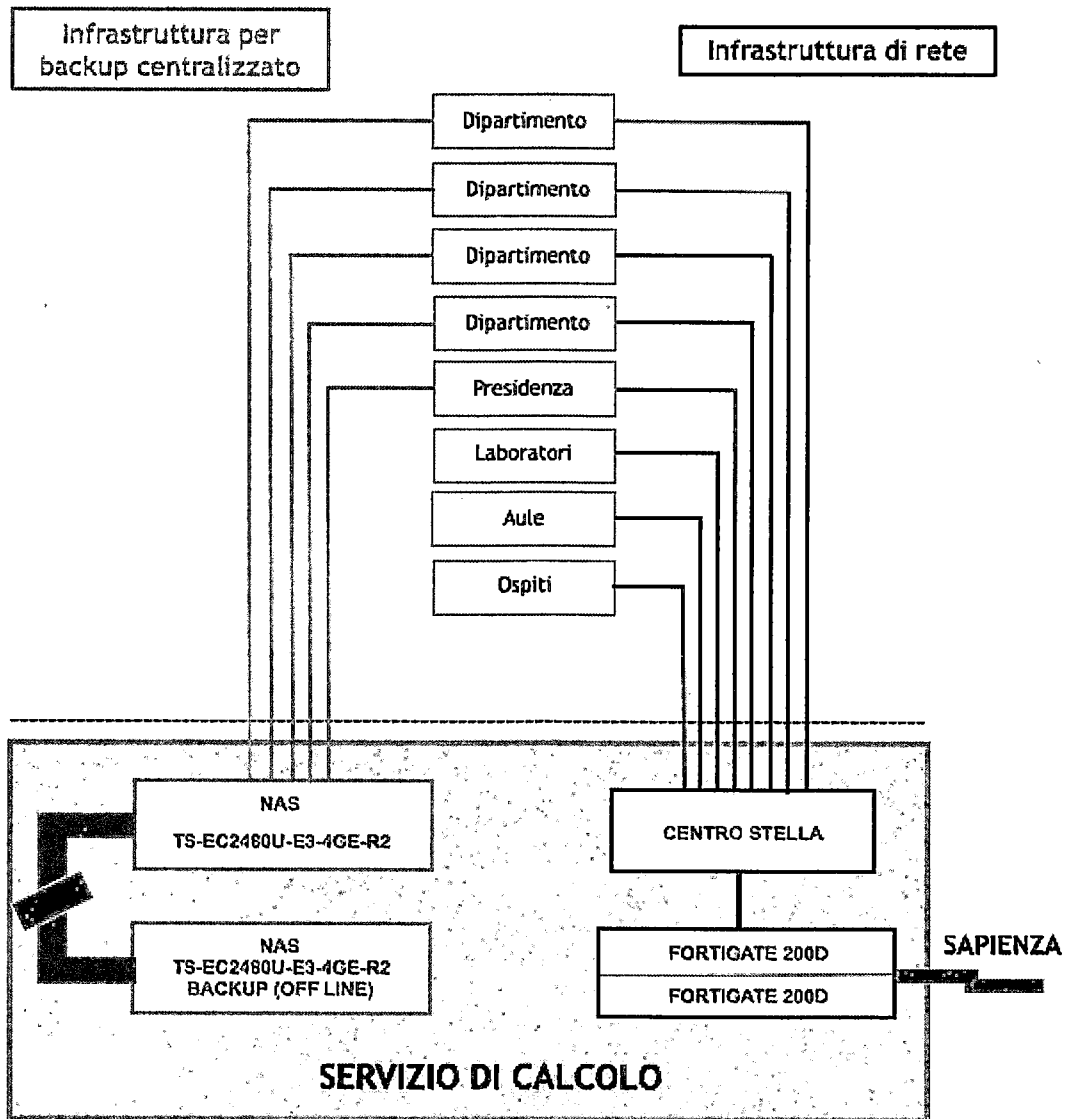 Infrastruttura per
backup centralizzato
Infrastruttura di rete
Dipartimento
Dipartimento
Dipartimento
Dipartimento
Presidenza
Laboratori
Aule
Ospiti
NAS
TS-EC2480U-E3-4GE-R2
CENTRO STELLA
NAS
TS-EC2480U-E3-4GE-R2
BACKUP (OFF LINE)
FORTIGATE 200D
FORTIGATE 200D
SAPIENZA
SERVIZIO DI CALCOLO